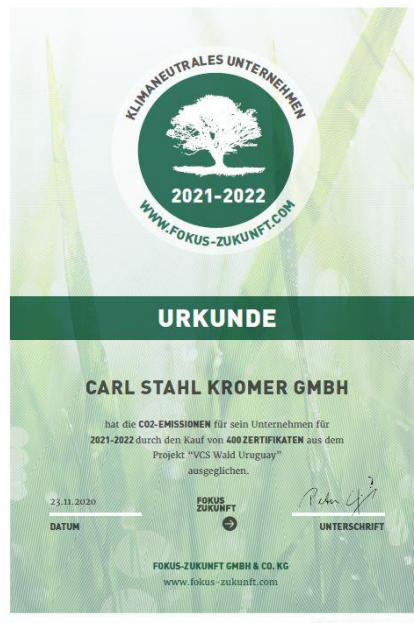 KLIMANEUTRALES UNTERNEHMEN
2021-2022
WWW.FOKUS-ZUKUNFT.COM
URKUNDE
CARL STAHL KROMER GMBH
hat die CO2-EMISSIONEN für sein Unternehmen für
2021-2022 durch den Kauf von 400 ZERTIFIKATEN aus dem
Projekt “VCS Wald Uruguay”
ausgeglichen.
23.11.2020
FOKUS
ZUKUNFT
DATUM
UNTERSCHRIFT
FOKUS-ZUKUNFT GMBH & CO. KG
www.fokus-zukunft.com